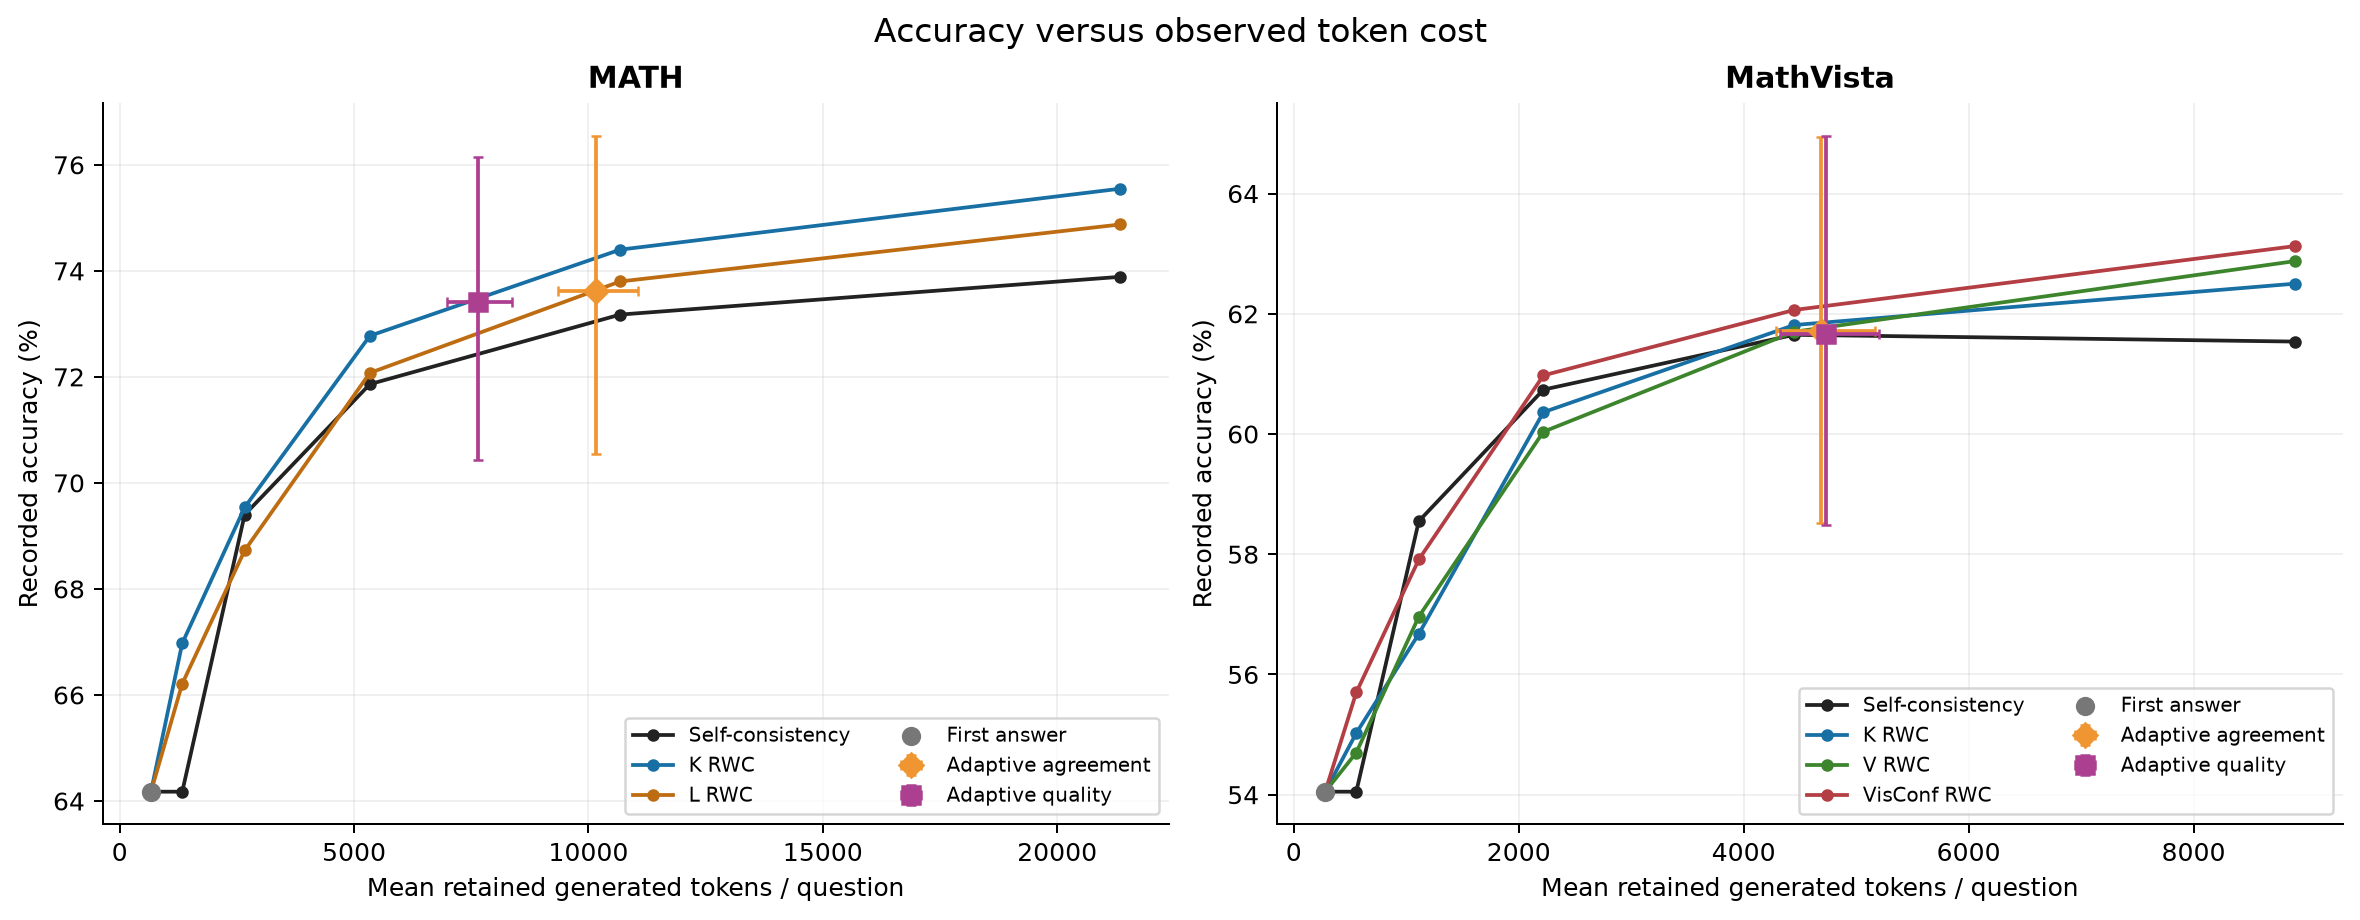 Accuracy versus observed token cost
MATH
Recorded accuracy (%)
76
74
72
70
68
66
64
0
5000
10000
15000
20000
Mean retained generated tokens / question
Self-consistency
K RWC
L RWC
First answer
Adaptive agreement
Adaptive quality
MathVista
Recorded accuracy (%)
64
62
60
58
56
54
0
2000
4000
6000
8000
Mean retained generated tokens / question
Self-consistency
K RWC
V RWC
VisConf RWC
First answer
Adaptive agreement
Adaptive quality